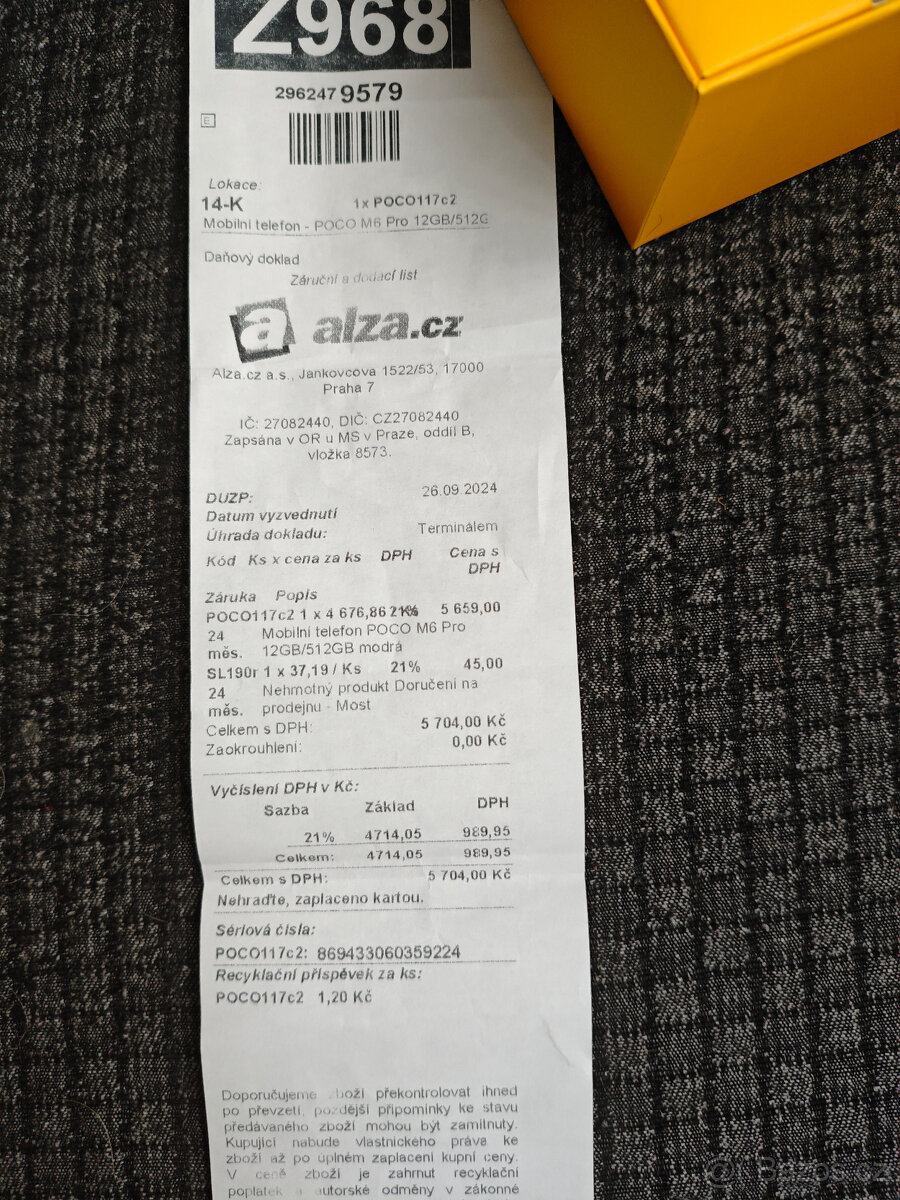 Z968
2962479579
E
Lokace:
14-K 1x POCO117c2
Mobilní telefon - POCO M6 Pro 12GB/512G
Daňový doklad
Záruční a dodací list
a alza.cz
Alza.cz a.s., Jankovcova 1522/53, 17000
Praha 7
IČ: 27082440, DIČ: CZ27082440
Zapsána v OR u MS v Praze, oddíl B,
vložka 8573.
DUZP: 26.09.2024
Datum vyzvednutí
Úhrada dokladu: Terminálem
Kód Ks x cena za ks DPH Cena s
DPH
Záruka Popis
POCO117c2 1 x 4 676,86 21% 5 659,00
24 Mobilní telefon POCO M6 Pro
měs. 12GB/512GB modrá
SL190r 1 x 37,19 / Ks 21% 45,00
24 Nehmotný produkt Doručení na
měs. prodejnu - Most
Celkem s DPH: 5 704,00 Kč
Zaokrouhlení: 0,00 Kč
Vyčíslení DPH v Kč:
Sazba Základ DPH
21% 4714,05 989,95
Celkem: 4714,05 989,95
Celkem s DPH: 5 704,00 Kč
Nehraďte, zaplaceno kartou.
Sériová čísla:
POCO117c2: 869433060359224
Recyklační příspěvek za ks:
POCO117c2 1,20 Kč
Doporučujeme zboží překontrolovat ihned
po převzetí, pozdější připomínky ke stavu
předávaného zboží mohou být zamítnuty.
Kupující nabude vlastnického práva ke
zboží až po úplném zaplacení kupní ceny.
V ceně zboží je zahrnut recyklační
poplatek a autorské odměny v zákonné
Bazos.cz